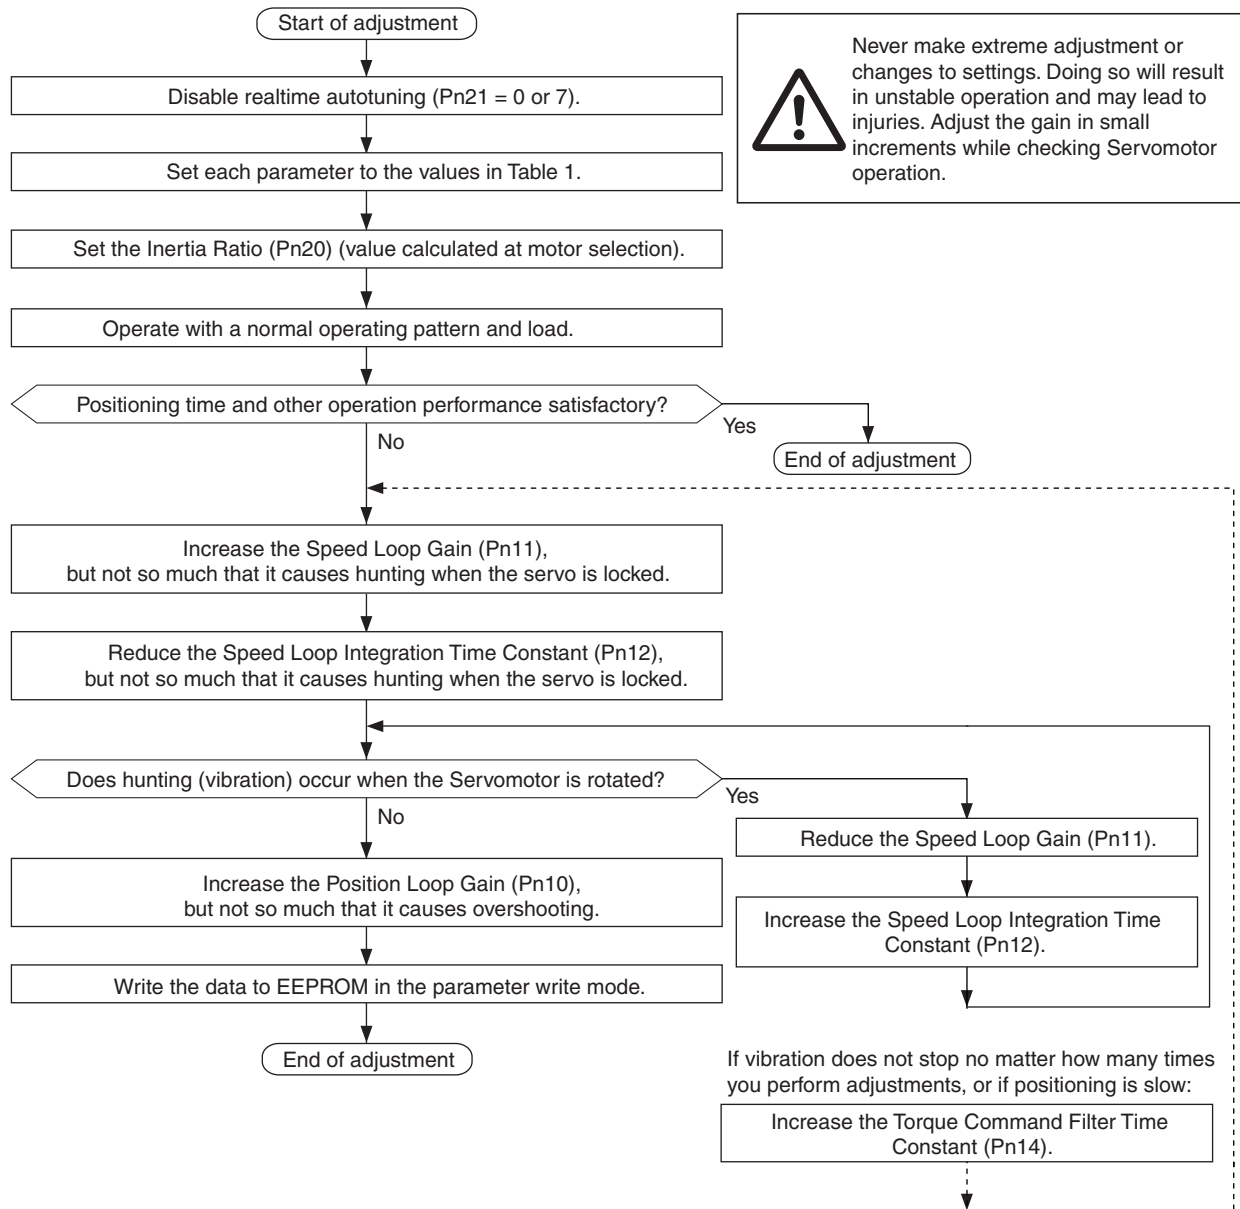 Start of adjustment
Never make extreme adjustment or
changes to settings. Doing so will result
in unstable operation and may lead to
injuries. Adjust the gain in small
increments while checking Servomotor
operation.
Disable realtime autotuning (Pn21 = 0 or 7).
Set each parameter to the values in Table 1.
Set the Inertia Ratio (Pn20) (value calculated at motor selection).
Operate with a normal operating pattern and load.
Positioning time and other operation performance satisfactory?
Yes
No
End of adjustment
Increase the Speed Loop Gain (Pn11),
but not so much that it causes hunting when the servo is locked.
Reduce the Speed Loop Integration Time Constant (Pn12),
but not so much that it causes hunting when the servo is locked.
Does hunting (vibration) occur when the Servomotor is rotated?
Yes
No
Reduce the Speed Loop Gain (Pn11).
Increase the Speed Loop Integration Time
Constant (Pn12).
Increase the Position Loop Gain (Pn10),
but not so much that it causes overshooting.
Write the data to EEPROM in the parameter write mode.
End of adjustment
If vibration does not stop no matter how many times
you perform adjustments, or if positioning is slow:
Increase the Torque Command Filter Time
Constant (Pn14).